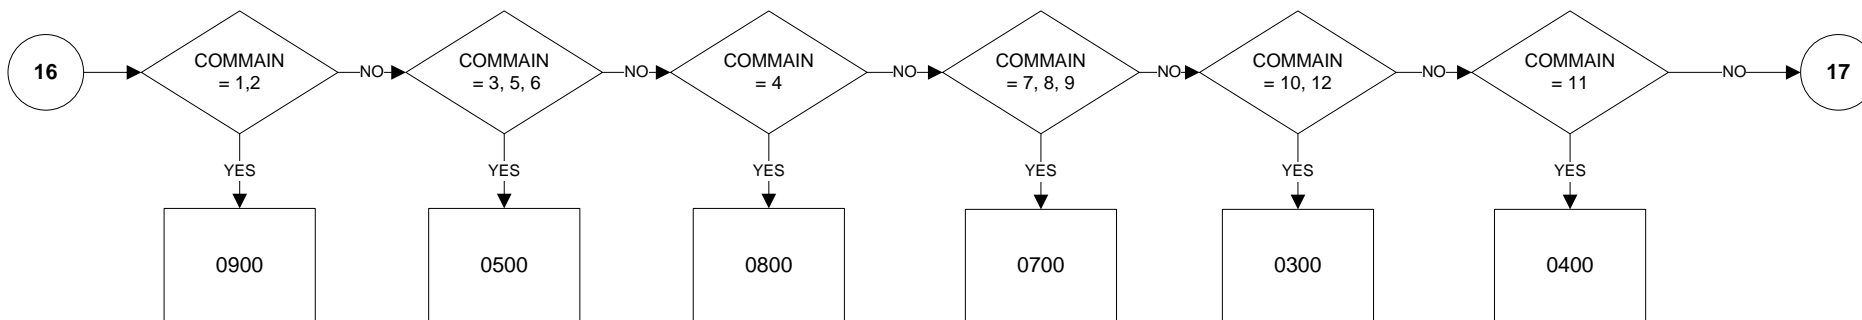 16
COMMAIN
= 1,2
NO
COMMAIN
= 3, 5, 6
NO
COMMAIN
= 4
NO
COMMAIN
= 7, 8, 9
NO
COMMAIN
= 10, 12
NO
COMMAIN
= 11
NO
17
YES
YES
YES
YES
YES
YES
0900
0500
0800
0700
0300
0400